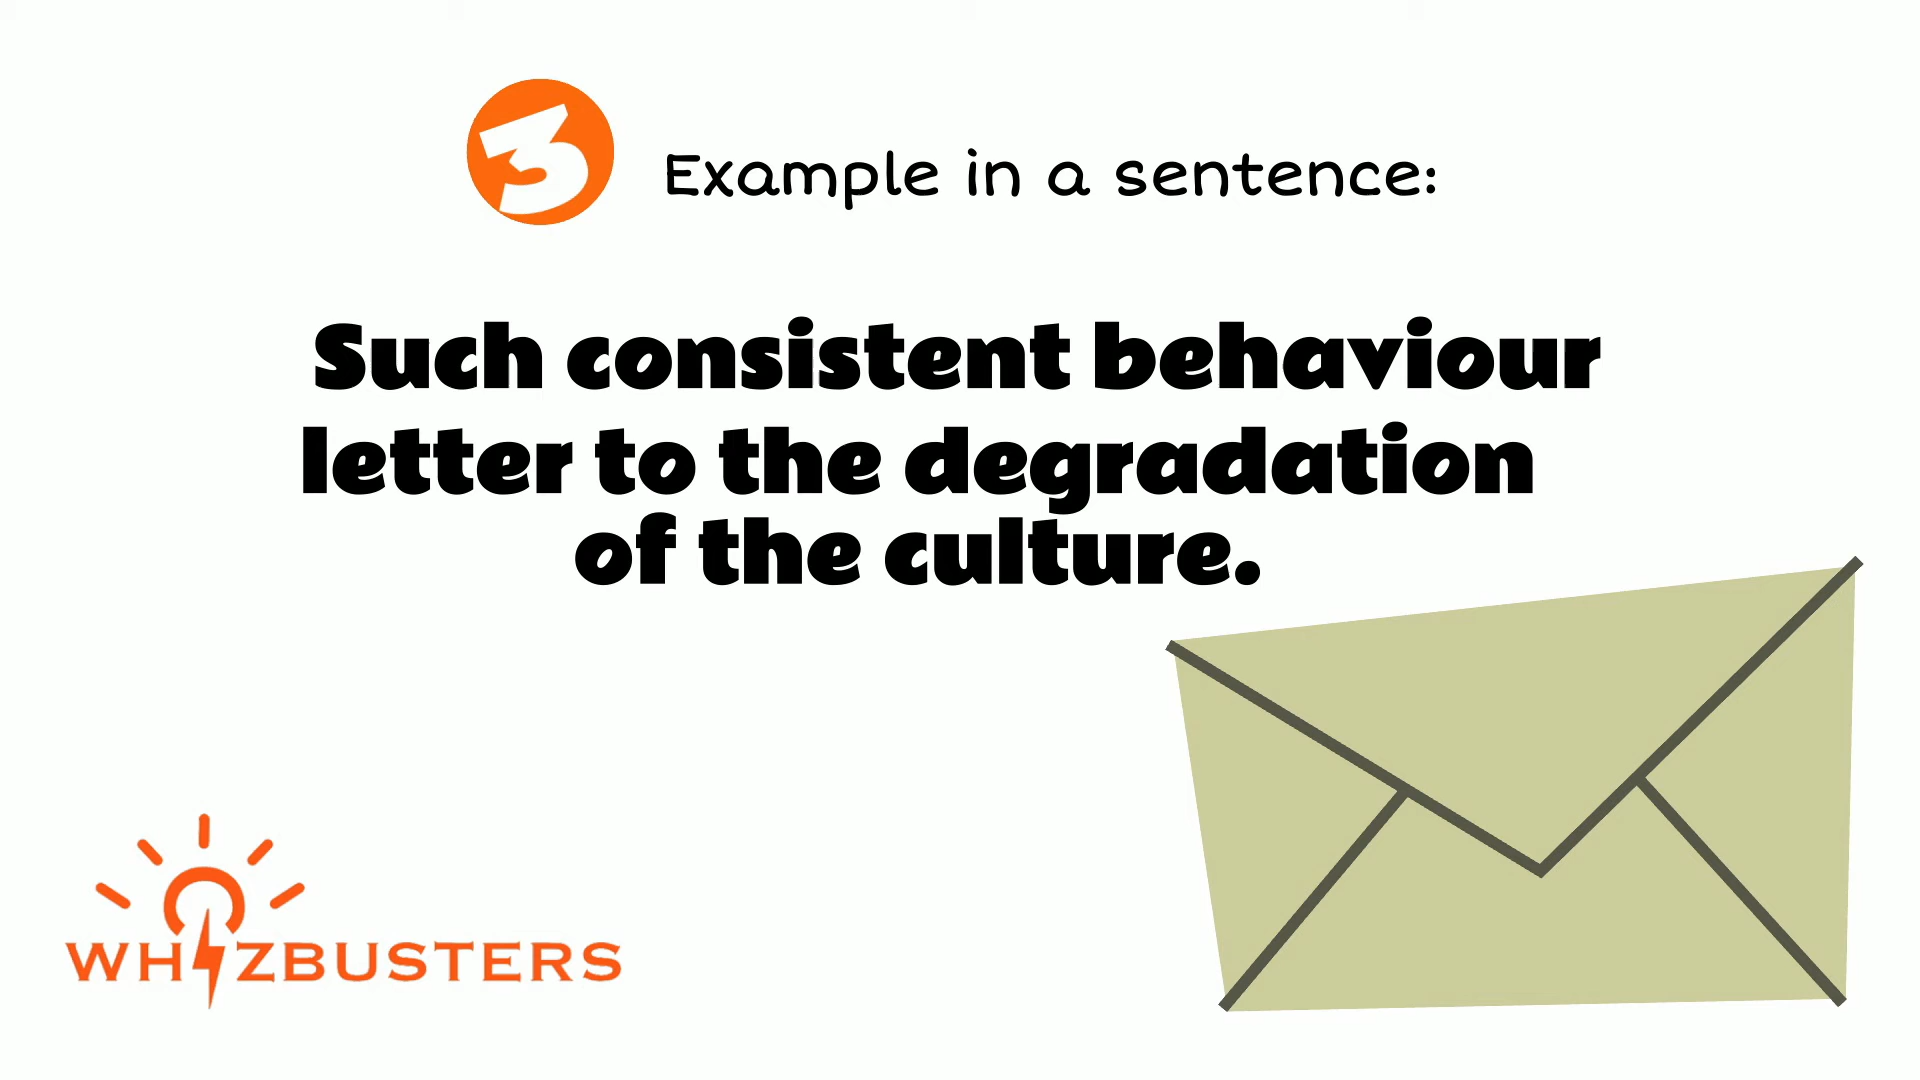 3 Example in a sentence:
Such consistent behaviour
letter to the degradation
of the culture.
WHIZBUSTERS